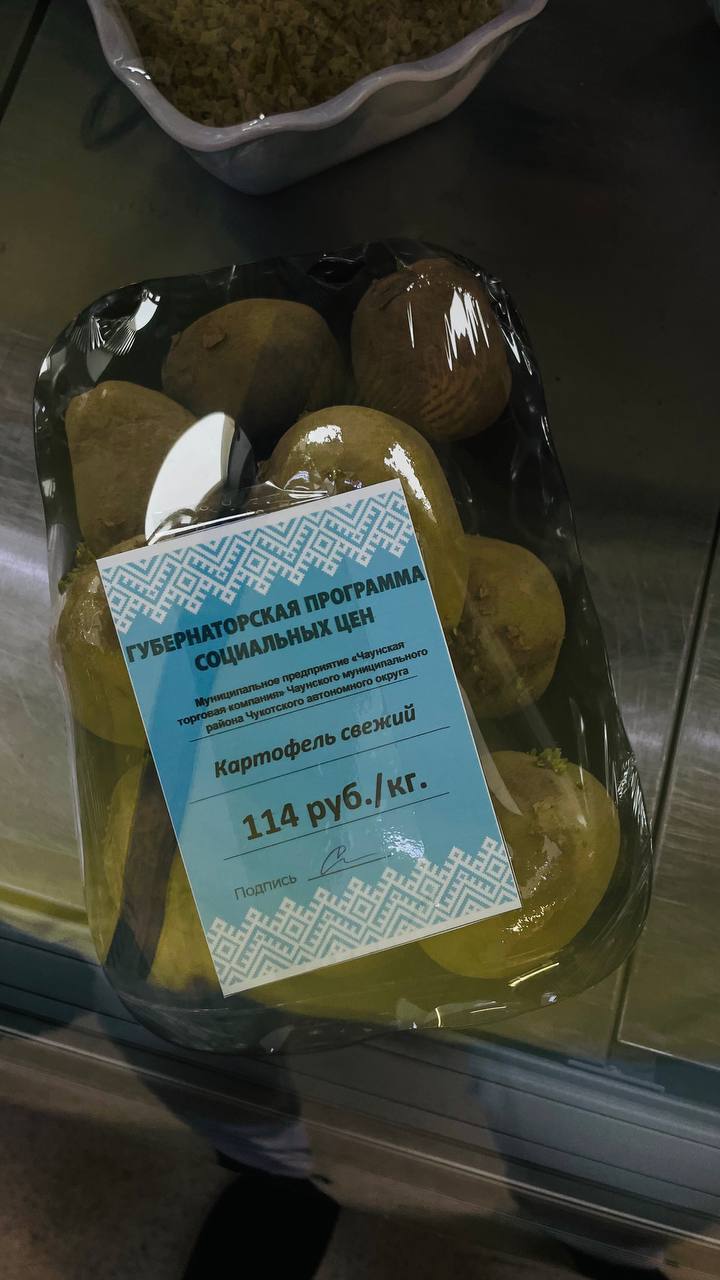 ГУБЕРНАТОРСКАЯ ПРОГРАММА
СОЦИАЛЬНЫХ ЦЕН
Муниципальное предприятие «Чаунская
торговая компания» Чаунского муниципального
района Чукотского автономного округа
Картофель свежий
114 руб./кг.
Подпись